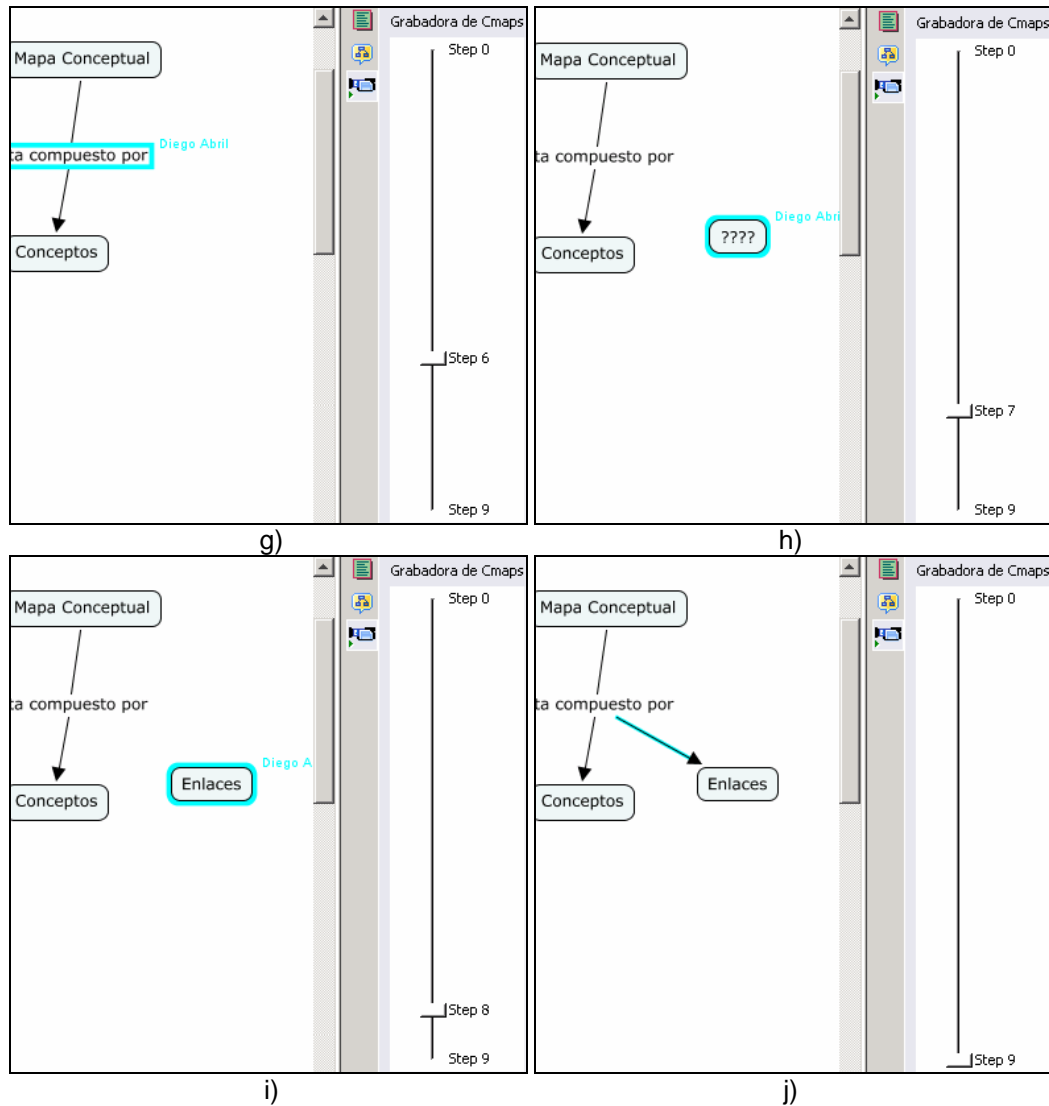 Grabadora de Cmaps
Step 0
Mapa Conceptual
Diego Abril
ta compuesto por
Conceptos
Step 6
Step 9
g)
Grabadora de Cmaps
Step 0
Mapa Conceptual
ta compuesto por
Diego Abri
????
Conceptos
Step 7
Step 9
h)
Grabadora de Cmaps
Step 0
Mapa Conceptual
ta compuesto por
Diego A
Enlaces
Conceptos
Step 8
Step 9
i)
Grabadora de Cmaps
Step 0
Mapa Conceptual
ta compuesto por
Enlaces
Conceptos
Step 9
j)